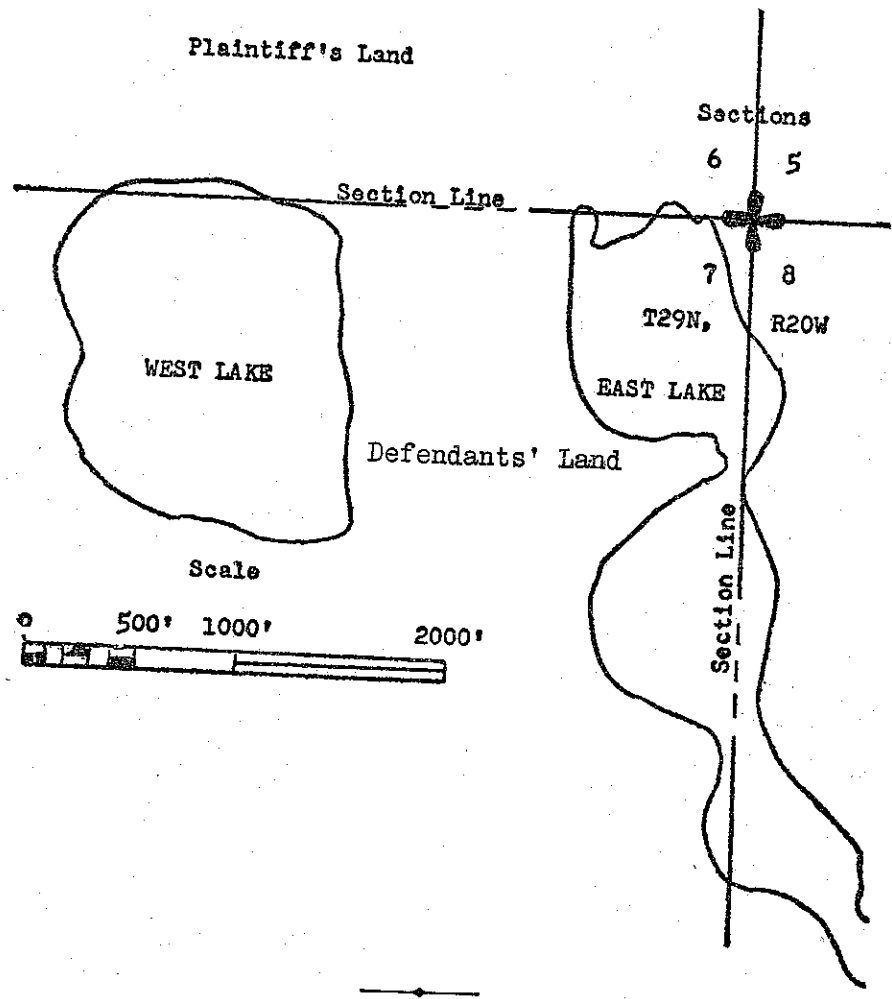 Plaintiff's Land
Sections
6 5
Section Line
7 8
T29N, R20W
WEST LAKE
EAST LAKE
Defendants' Land
Section Line
Scale
0 500' 1000' 2000'